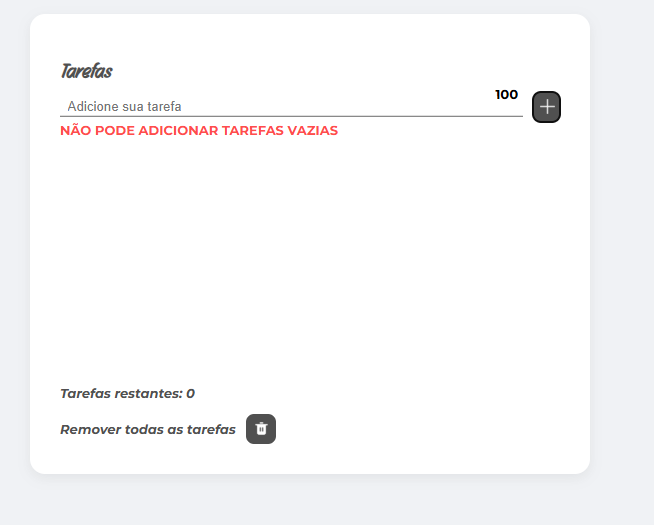 Tarefas
100
Adicione sua tarefa
NÃO PODE ADICIONAR TAREFAS VAZIAS
Tarefas restantes: 0
Remover todas as tarefas